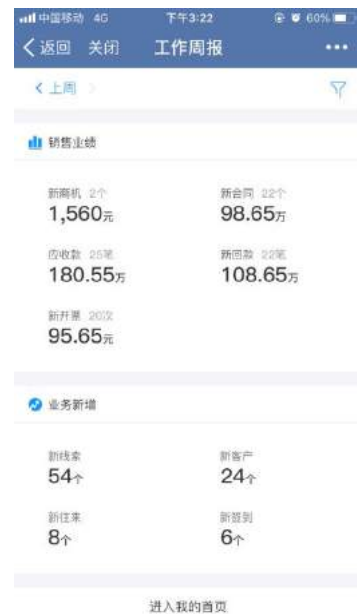 中国移动 4G 下午3:22 60%
返回 关闭 工作周报
上周
销售业绩
新商机 2个 新合同 22个
1,560元 98.65万
应收款 25笔 新回款 22笔
180.55万 108.65万
新开票 20次
95.65元
业务新增
新线索 新客户
54个 24个
新往来 新签到
8个 6个
进入我的首页